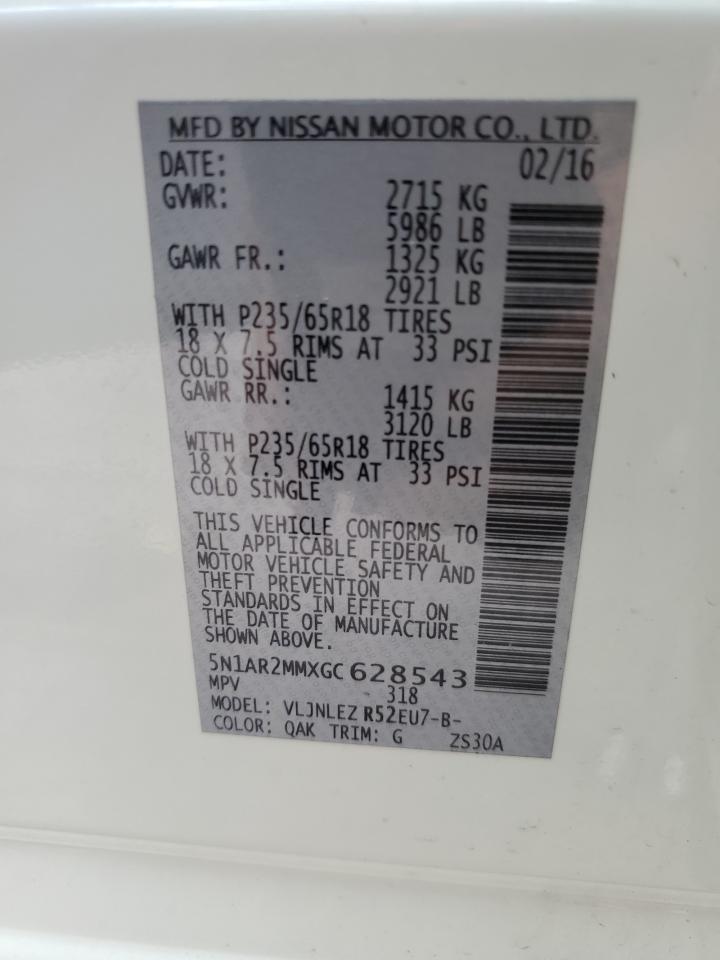 MFD BY NISSAN MOTOR CO., LTD.
DATE: 02/16
GVWR: 2715 KG
5986 LB
GAWR FR.: 1325 KG
2921 LB
WITH P235/65R18 TIRES
18 X 7.5 RIMS AT 33 PSI
COLD SINGLE
GAWR RR.: 1415 KG
3120 LB
WITH P235/65R18 TIRES
18 X 7.5 RIMS AT 33 PSI
COLD SINGLE
THIS VEHICLE CONFORMS TO
ALL APPLICABLE FEDERAL
MOTOR VEHICLE SAFETY AND
THEFT PREVENTION
STANDARDS IN EFFECT ON
THE DATE OF MANUFACTURE
SHOWN ABOVE.
5N1AR2MMXGC 628543
MPV 318
MODEL: VLJNLEZ R52EU7-B-
COLOR: QAK TRIM: G ZS30A